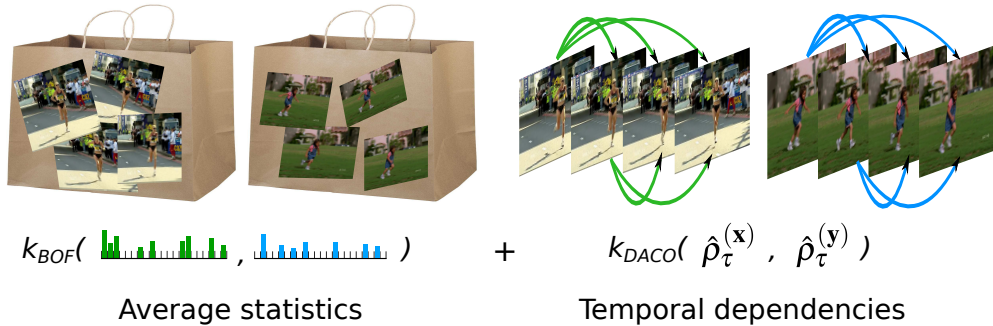 k_BOF( , ) + k_DACO( ρ̂_τ^(x) , ρ̂_τ^(y) )
Average statistics Temporal dependencies